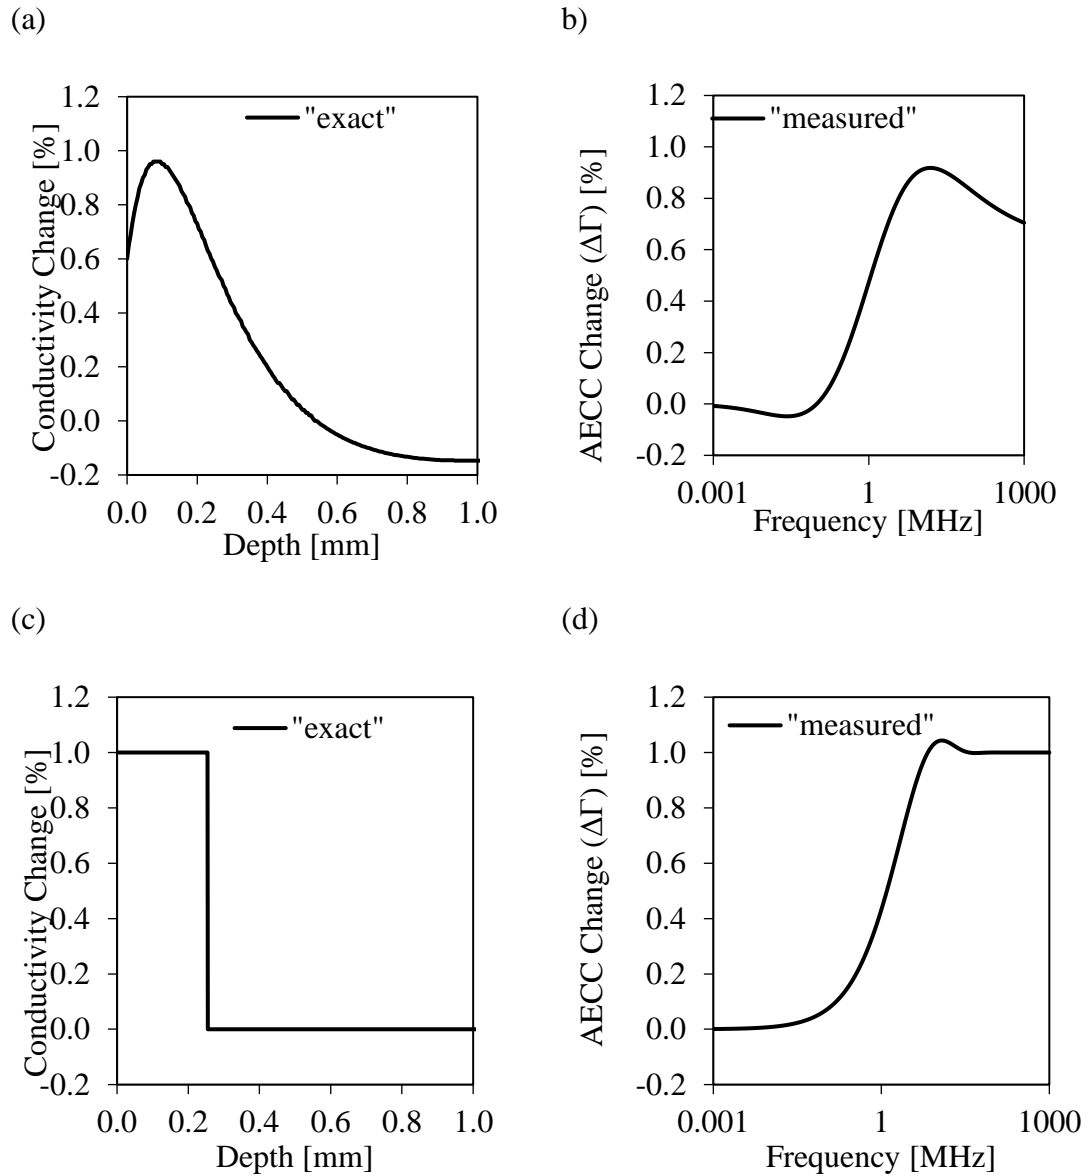 (a)
b)
1.2
1.0
0.8
0.6
0.4
0.2
0.0
-0.2
Conductivity Change [%]
"exact"
0.0 0.2 0.4 0.6 0.8 1.0
Depth [mm]
1.2
1.0
0.8
0.6
0.4
0.2
0.0
-0.2
AECC Change (ΔΓ) [%]
"measured"
0.001 1 1000
Frequency [MHz]
(c)
(d)
1.2
1.0
0.8
0.6
0.4
0.2
0.0
-0.2
Conductivity Change [%]
"exact"
0.0 0.2 0.4 0.6 0.8 1.0
Depth [mm]
1.2
1.0
0.8
0.6
0.4
0.2
0.0
-0.2
AECC Change (ΔΓ) [%]
"measured"
0.001 1 1000
Frequency [MHz]